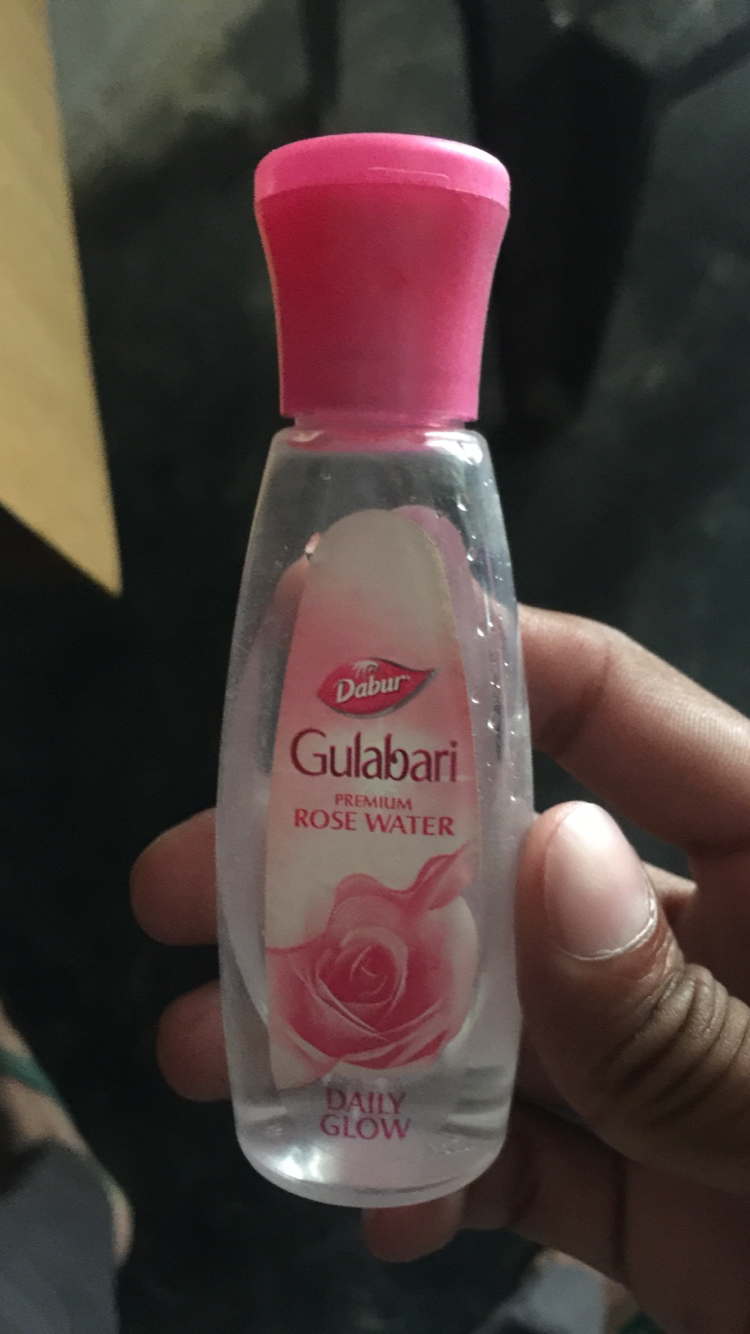 Dabur
Gulabari
PREMIUM
ROSE WATER
DAILY
GLOW